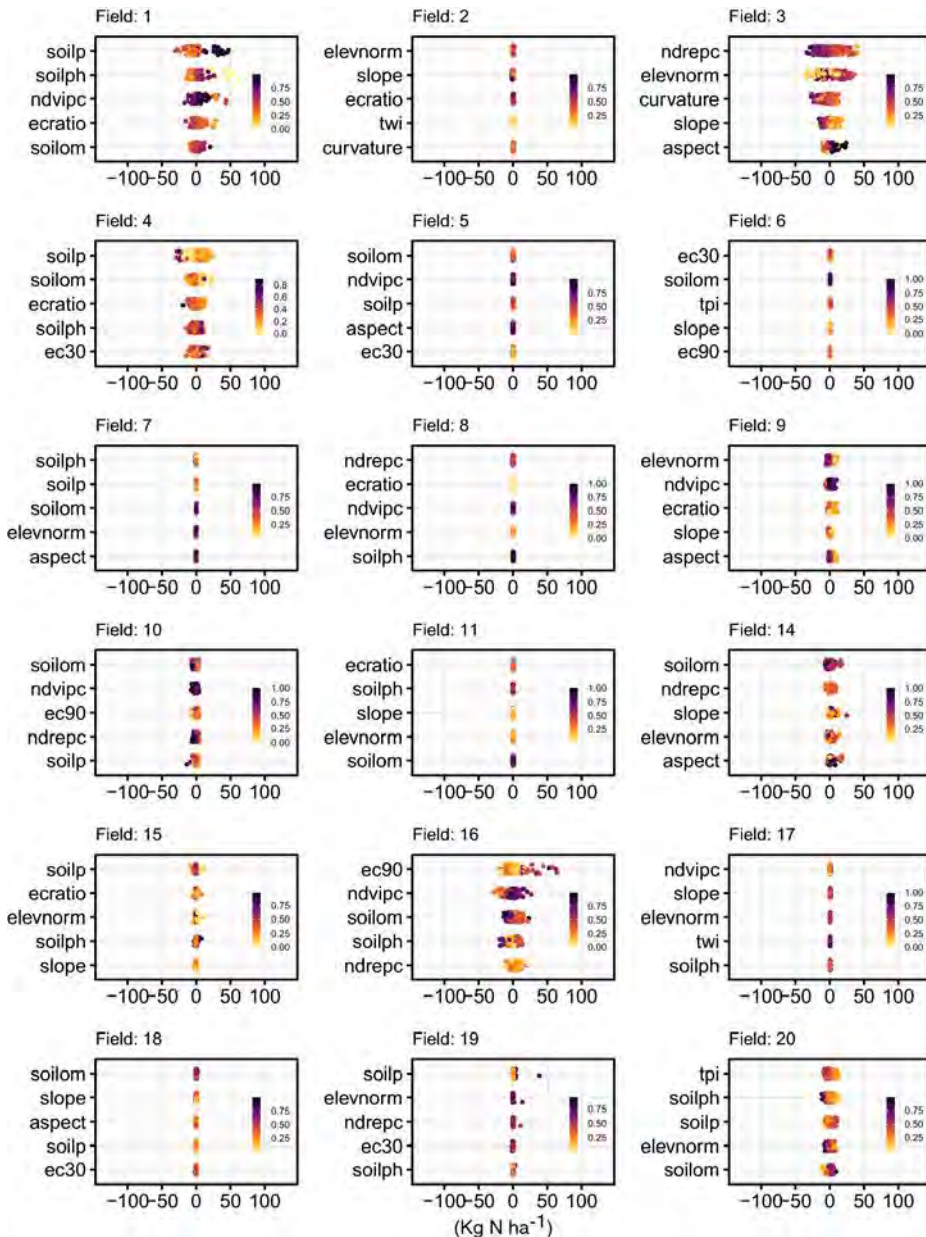 Field: 1
soilp
soilph
ndvipc
ecratio
soilom
0.75
0.50
0.25
0.00
−100−50 0 50 100
Field: 2
elevnorm
slope
ecratio
twi
curvature
0.75
0.50
0.25
−100−50 0 50 100
Field: 3
ndrepc
elevnorm
curvature
slope
aspect
0.75
0.50
0.25
0.00
−100−50 0 50 100
Field: 4
soilp
soilom
ecratio
soilph
ec30
0.8
0.6
0.4
0.2
0.0
−100−50 0 50 100
Field: 5
soilom
ndvipc
soilp
aspect
ec30
0.75
0.50
0.25
−100−50 0 50 100
Field: 6
ec30
soilom
tpi
slope
ec90
1.00
0.75
0.50
0.25
0.00
−100−50 0 50 100
Field: 7
soilph
soilp
soilom
elevnorm
aspect
0.75
0.50
0.25
−100−50 0 50 100
Field: 8
ndrepc
ecratio
ndvipc
elevnorm
soilph
1.00
0.75
0.50
0.25
0.00
−100−50 0 50 100
Field: 9
elevnorm
ndvipc
ecratio
slope
aspect
1.00
0.75
0.50
0.25
0.00
−100−50 0 50 100
Field: 10
soilom
ndvipc
ec90
ndrepc
soilp
1.00
0.75
0.50
0.25
0.00
−100−50 0 50 100
Field: 11
ecratio
soilph
slope
elevnorm
soilom
1.00
0.75
0.50
0.25
−100−50 0 50 100
Field: 14
soilom
ndrepc
slope
elevnorm
aspect
1.00
0.75
0.50
0.25
−100−50 0 50 100
Field: 15
soilp
ecratio
elevnorm
soilph
slope
0.75
0.50
0.25
0.00
−100−50 0 50 100
Field: 16
ec90
ndvipc
soilom
soilph
ndrepc
0.75
0.50
0.25
0.00
−100−50 0 50 100
Field: 17
ndvipc
slope
elevnorm
twi
soilph
1.00
0.75
0.50
0.25
−100−50 0 50 100
Field: 18
soilom
slope
aspect
soilp
ec30
0.75
0.50
0.25
−100−50 0 50 100
Field: 19
soilp
elevnorm
ndrepc
ec30
soilph
0.75
0.50
0.25
−100−50 0 50 100
(Kg N ha⁻¹)
Field: 20
tpi
soilph
soilp
elevnorm
soilom
0.75
0.50
0.25
−100−50 0 50 100